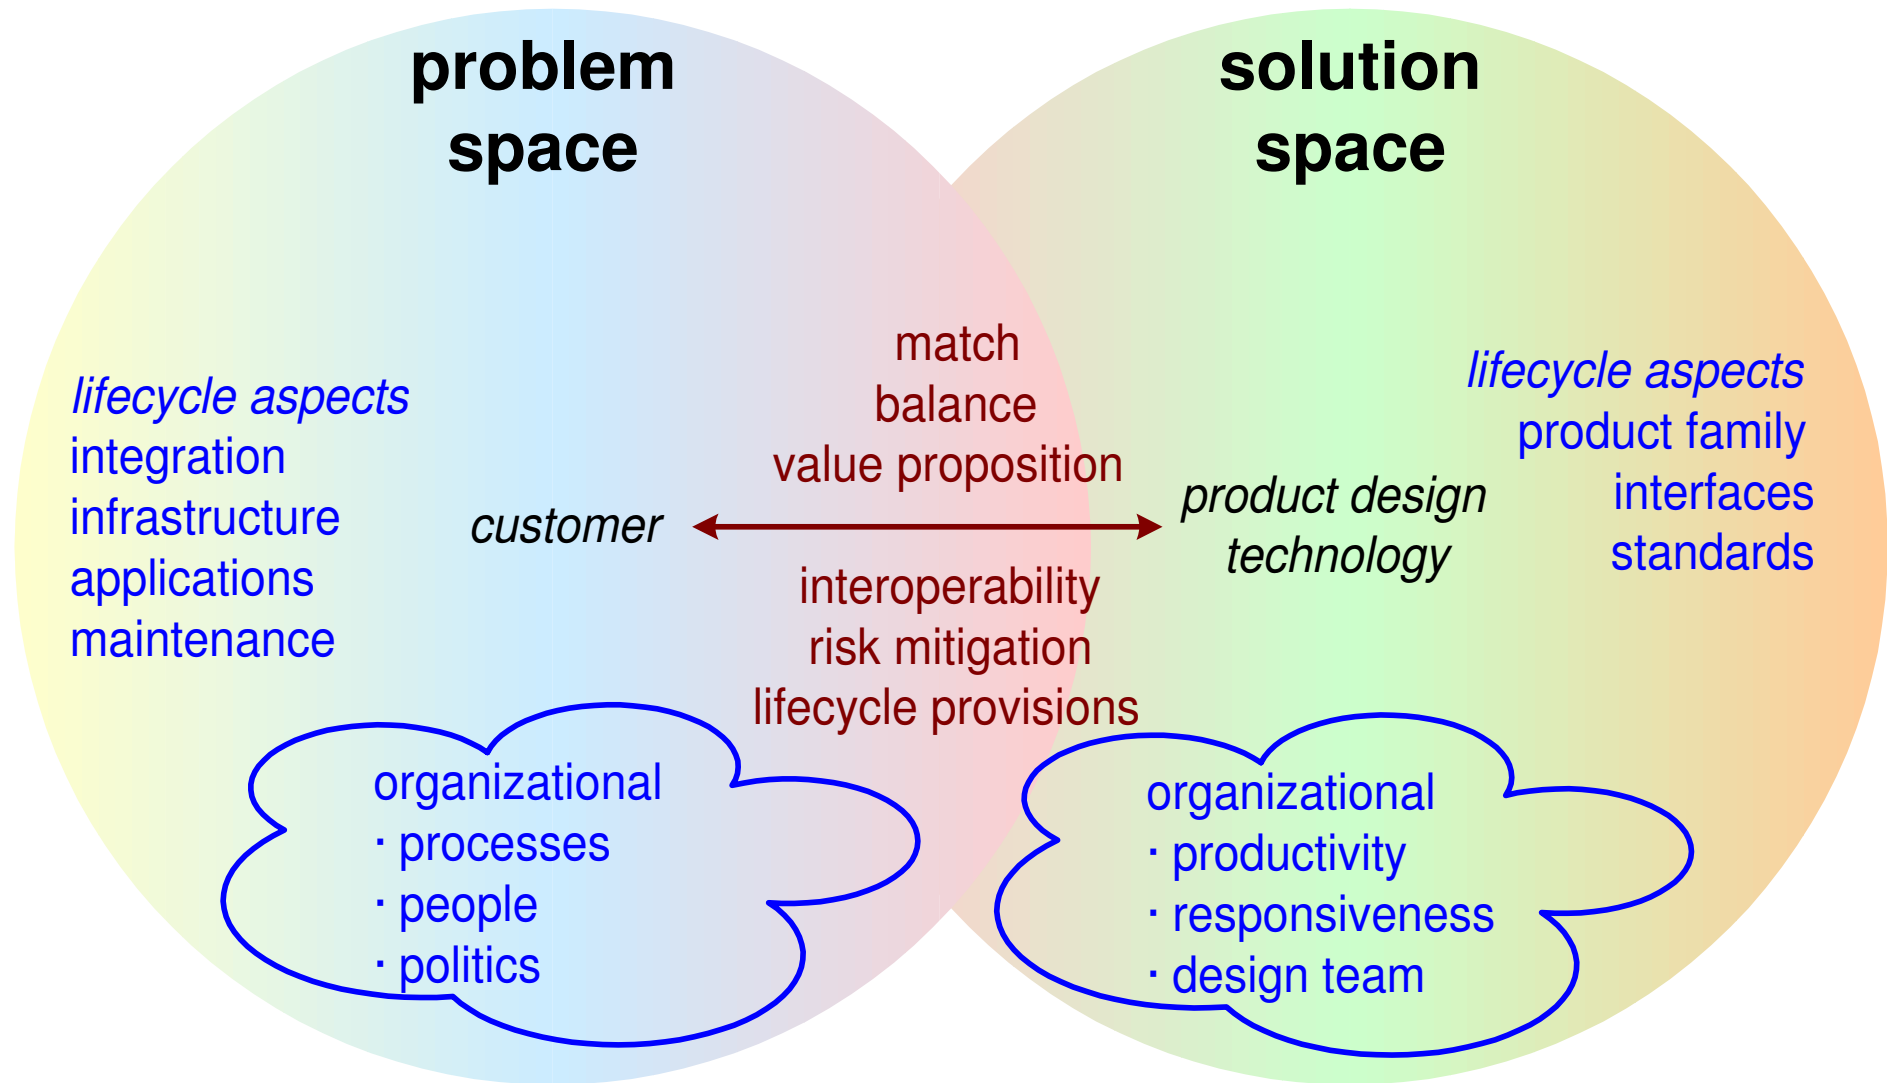 problem
space
solution
space
lifecycle aspects
integration
infrastructure
applications
maintenance
customer
match
balance
value proposition
interoperability
risk mitigation
lifecycle provisions
product design
technology
lifecycle aspects
product family
interfaces
standards
organizational
· processes
· people
· politics
organizational
· productivity
· responsiveness
· design team